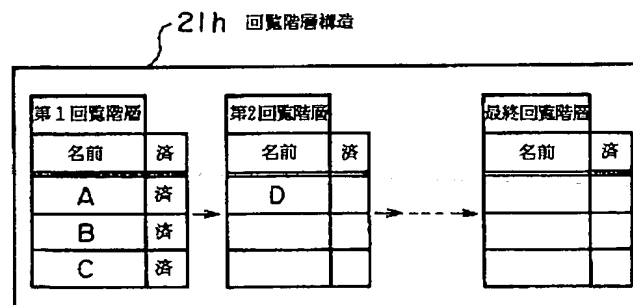 21h 回覧階層構造
第1回覧階層 第2回覧階層 最終回覧階層
名前 済 名前 済 名前 済
A 済 D
B 済
C 済